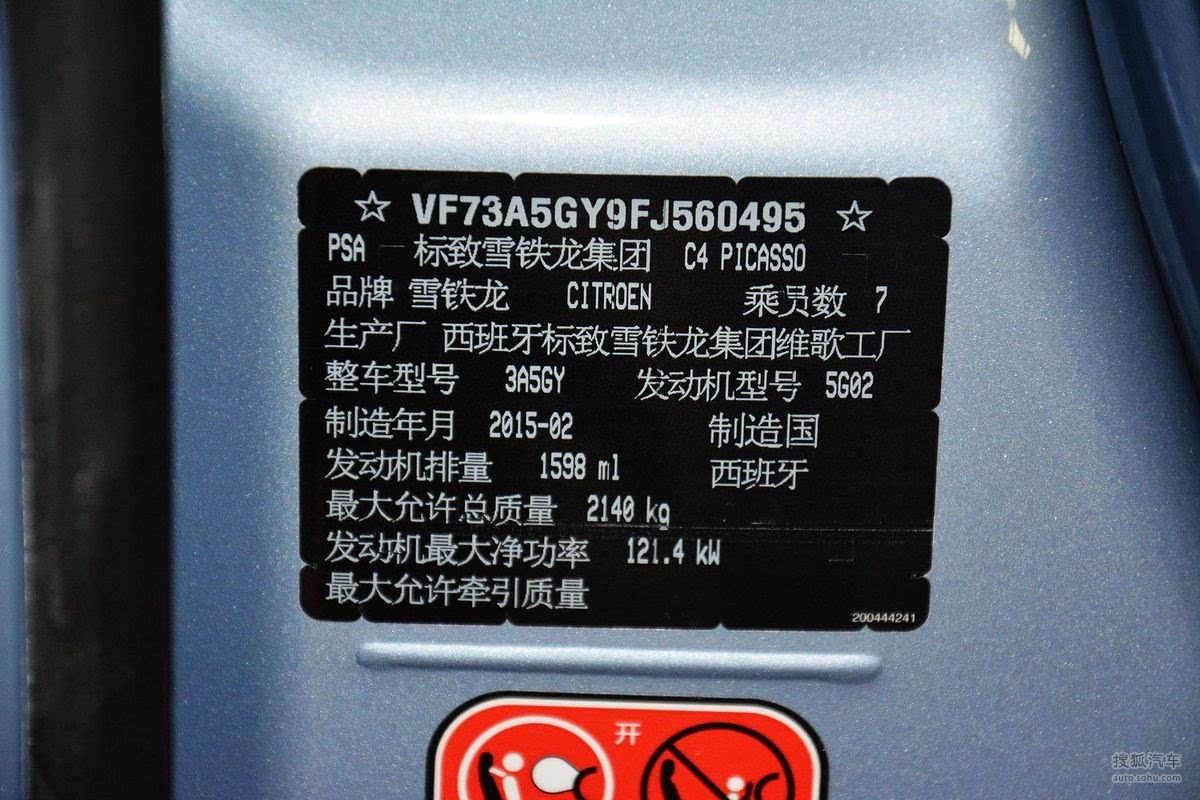 ☆ VF73A5GY9FJ560495 ☆
PSA 标致雪铁龙集团 C4 PICASSO
品牌 雪铁龙 CITROEN 乘员数 7
生产厂 西班牙标致雪铁龙集团维歌工厂
整车型号 3A5GY 发动机型号 5G02
制造年月 2015-02 制造国
发动机排量 1598 ml 西班牙
最大允许总质量 2140 kg
发动机最大净功率 121.4 kW
最大允许牵引质量
200444241
开
搜狐汽车
auto.sohu.com